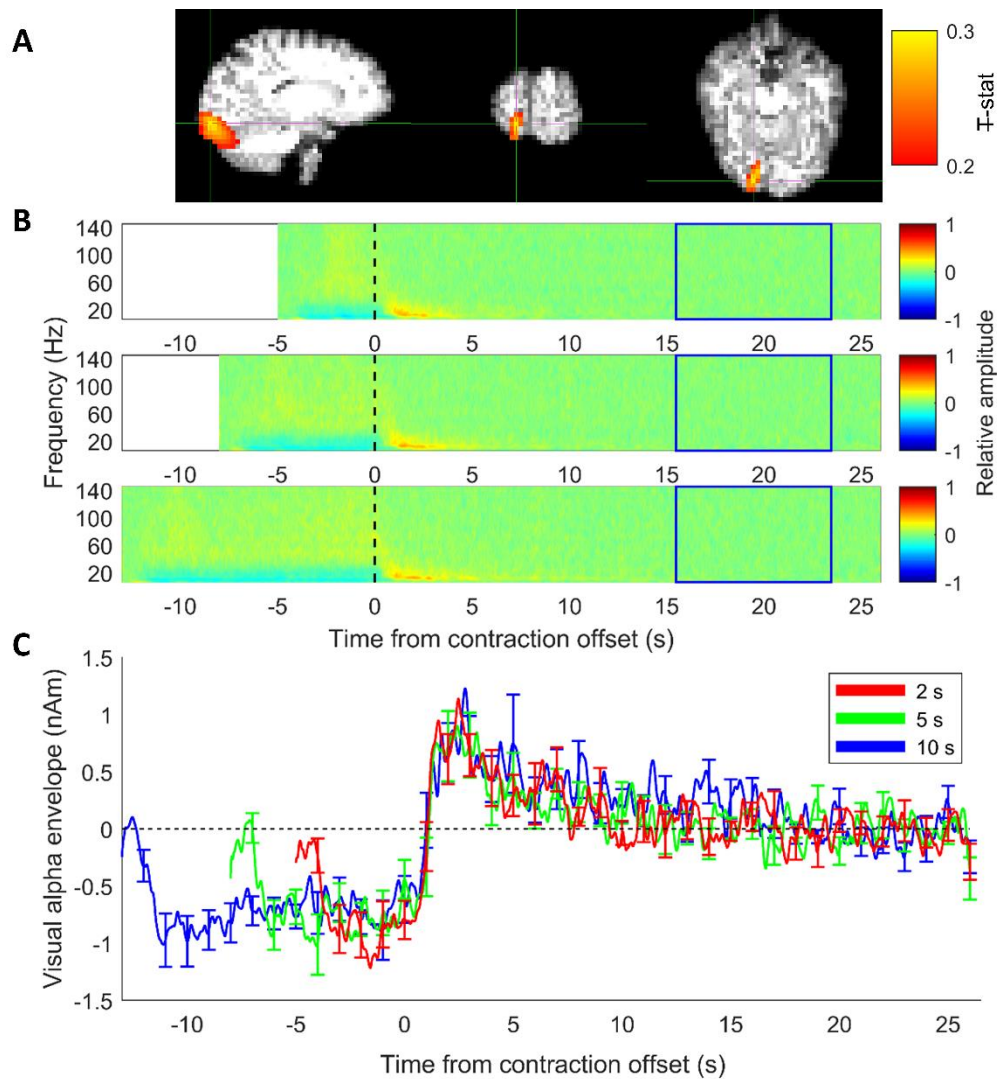 A
0.3
T-stat
0.2
B
140
100
60
20
1
0
-1
-10 -5 0 5 10 15 20 25
140
100
60
20
1
0
-1
Frequency (Hz)
Relative amplitude
-10 -5 0 5 10 15 20 25
140
100
60
20
1
0
-1
-10 -5 0 5 10 15 20 25
Time from contraction offset (s)
C
Visual alpha envelope (nAm)
1.5
1
0.5
0
-0.5
-1
-1.5
2 s
5 s
10 s
-10 -5 0 5 10 15 20 25
Time from contraction offset (s)